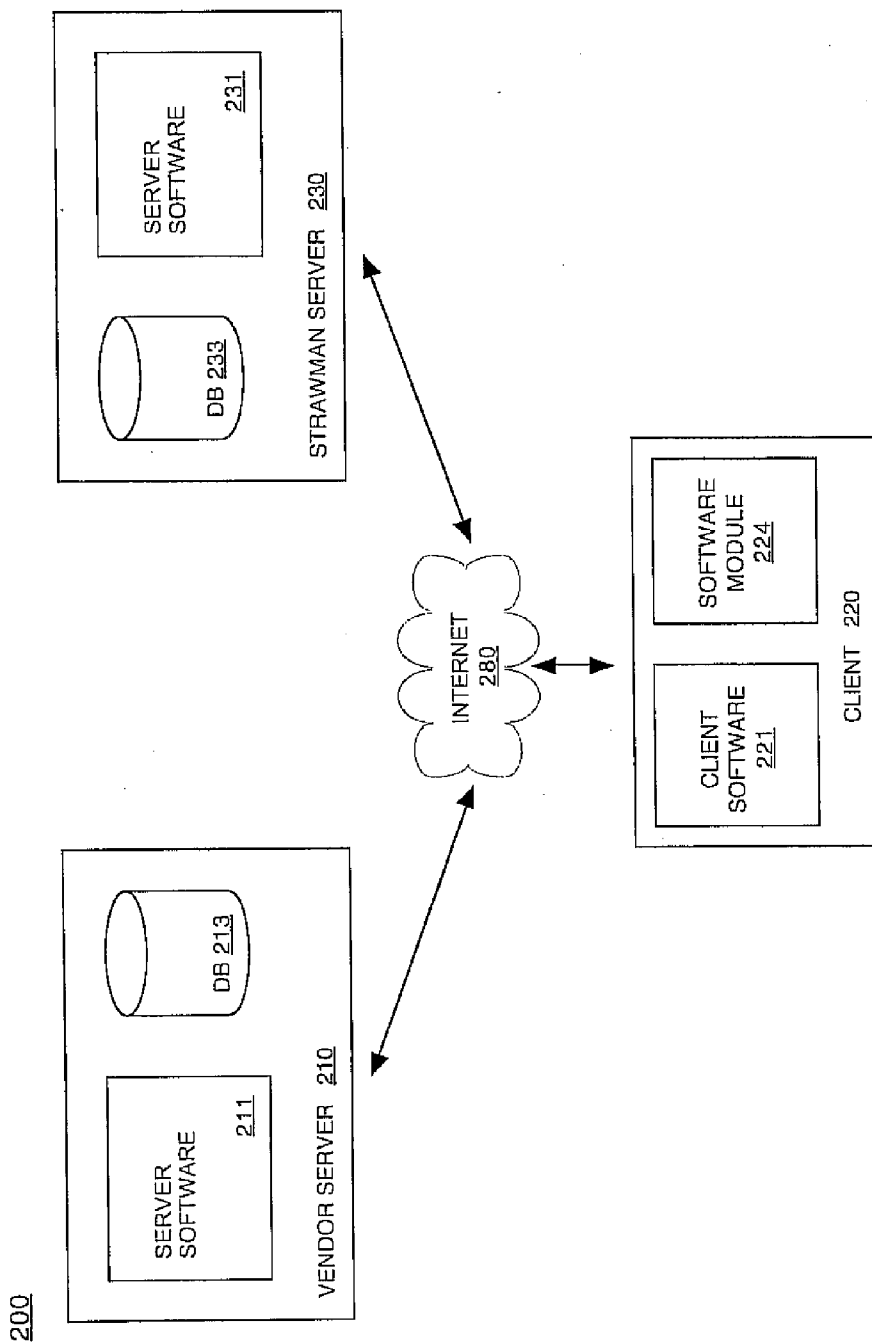 200
SERVER
SOFTWARE
211
DB 213
VENDOR SERVER 210
DB 233
SERVER
SOFTWARE
231
STRAWMAN SERVER 230
INTERNET
280
CLIENT
SOFTWARE
221
SOFTWARE
MODULE
224
CLIENT 220